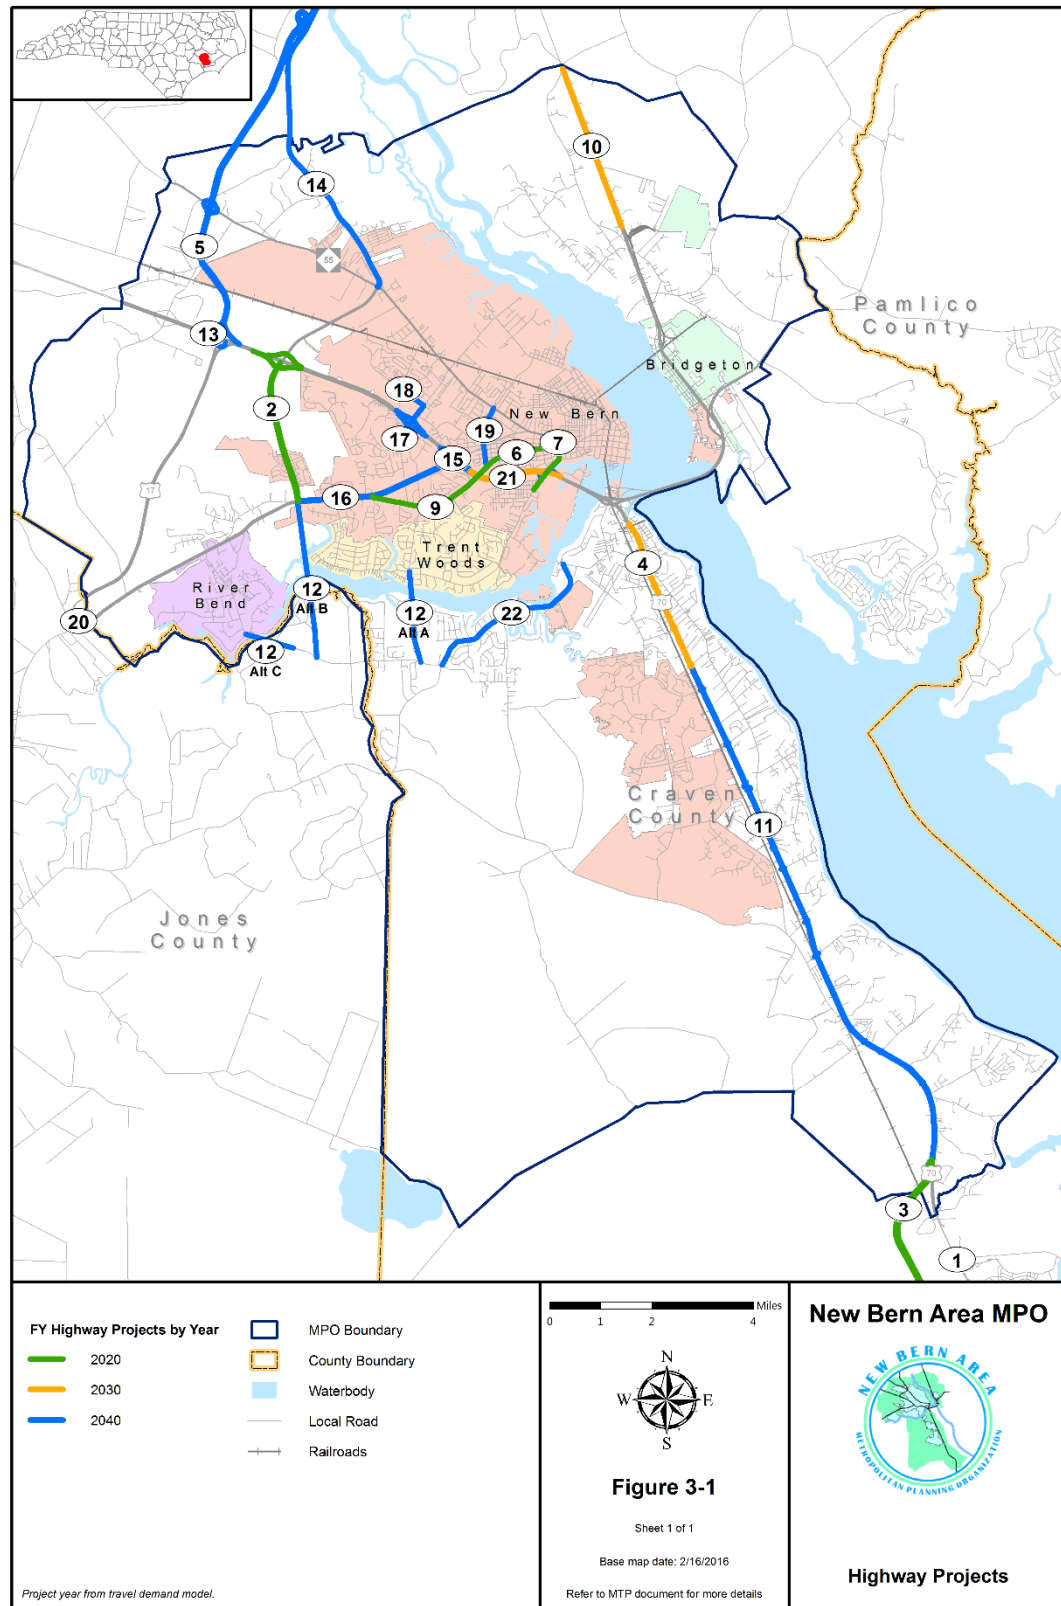 10
14
5
55
Pamlico
County
13
Bridgeton
18
2
New Bern
17
19
7
6
15
21
17
16
9
Trent
Woods
4
River
Bend
12
Alt B
70
12
Alt A
22
20
12
Alt C
Craven
County
11
Jones
County
70
3
1
FY Highway Projects by Year
2020
2030
2040
MPO Boundary
County Boundary
Waterbody
Local Road
Railroads
Project year from travel demand model.
Miles
0 1 2 4
N
W E
S
Figure 3-1
Sheet 1 of 1
Base map date: 2/16/2016
Refer to MTP document for more details
New Bern Area MPO
NEW BERN AREA
METROPOLITAN PLANNING ORGANIZATION
Highway Projects